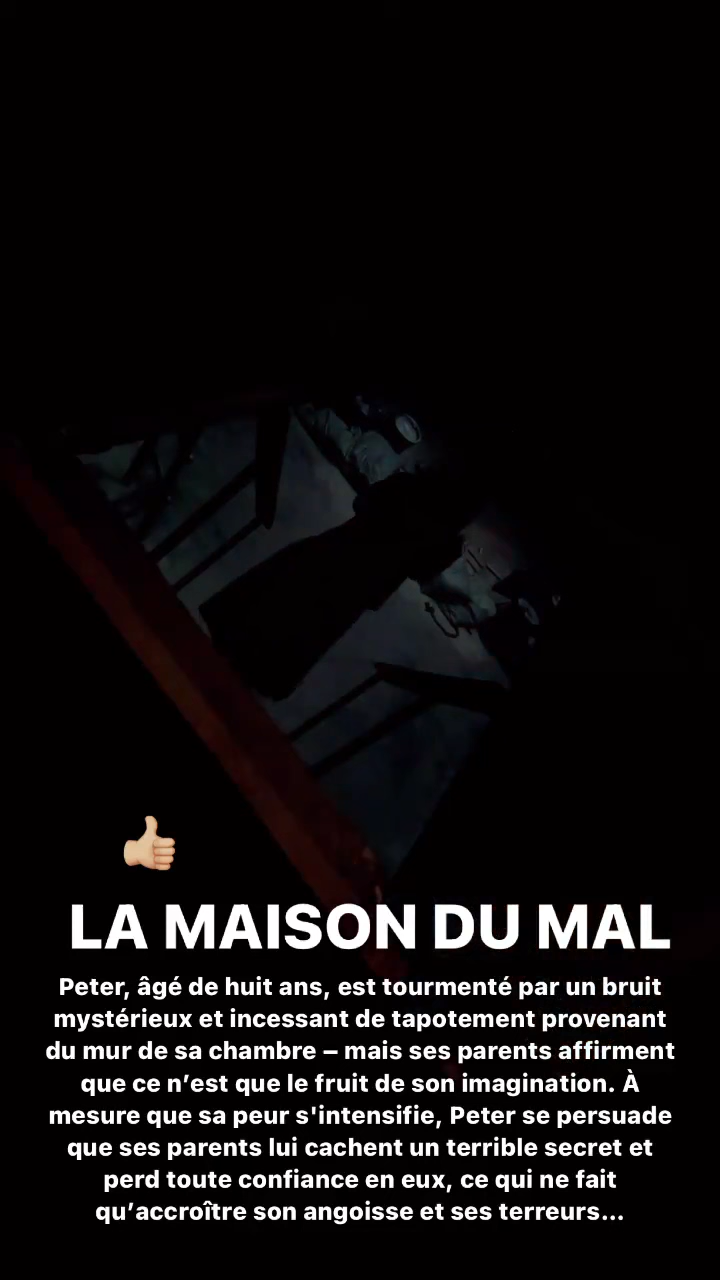 LA MAISON DU MAL
Peter, âgé de huit ans, est tourmenté par un bruit
mystérieux et incessant de tapotement provenant
du mur de sa chambre – mais ses parents affirment
que ce n’est que le fruit de son imagination. À
mesure que sa peur s'intensifie, Peter se persuade
que ses parents lui cachent un terrible secret et
perd toute confiance en eux, ce qui ne fait
qu’accroître son angoisse et ses terreurs...